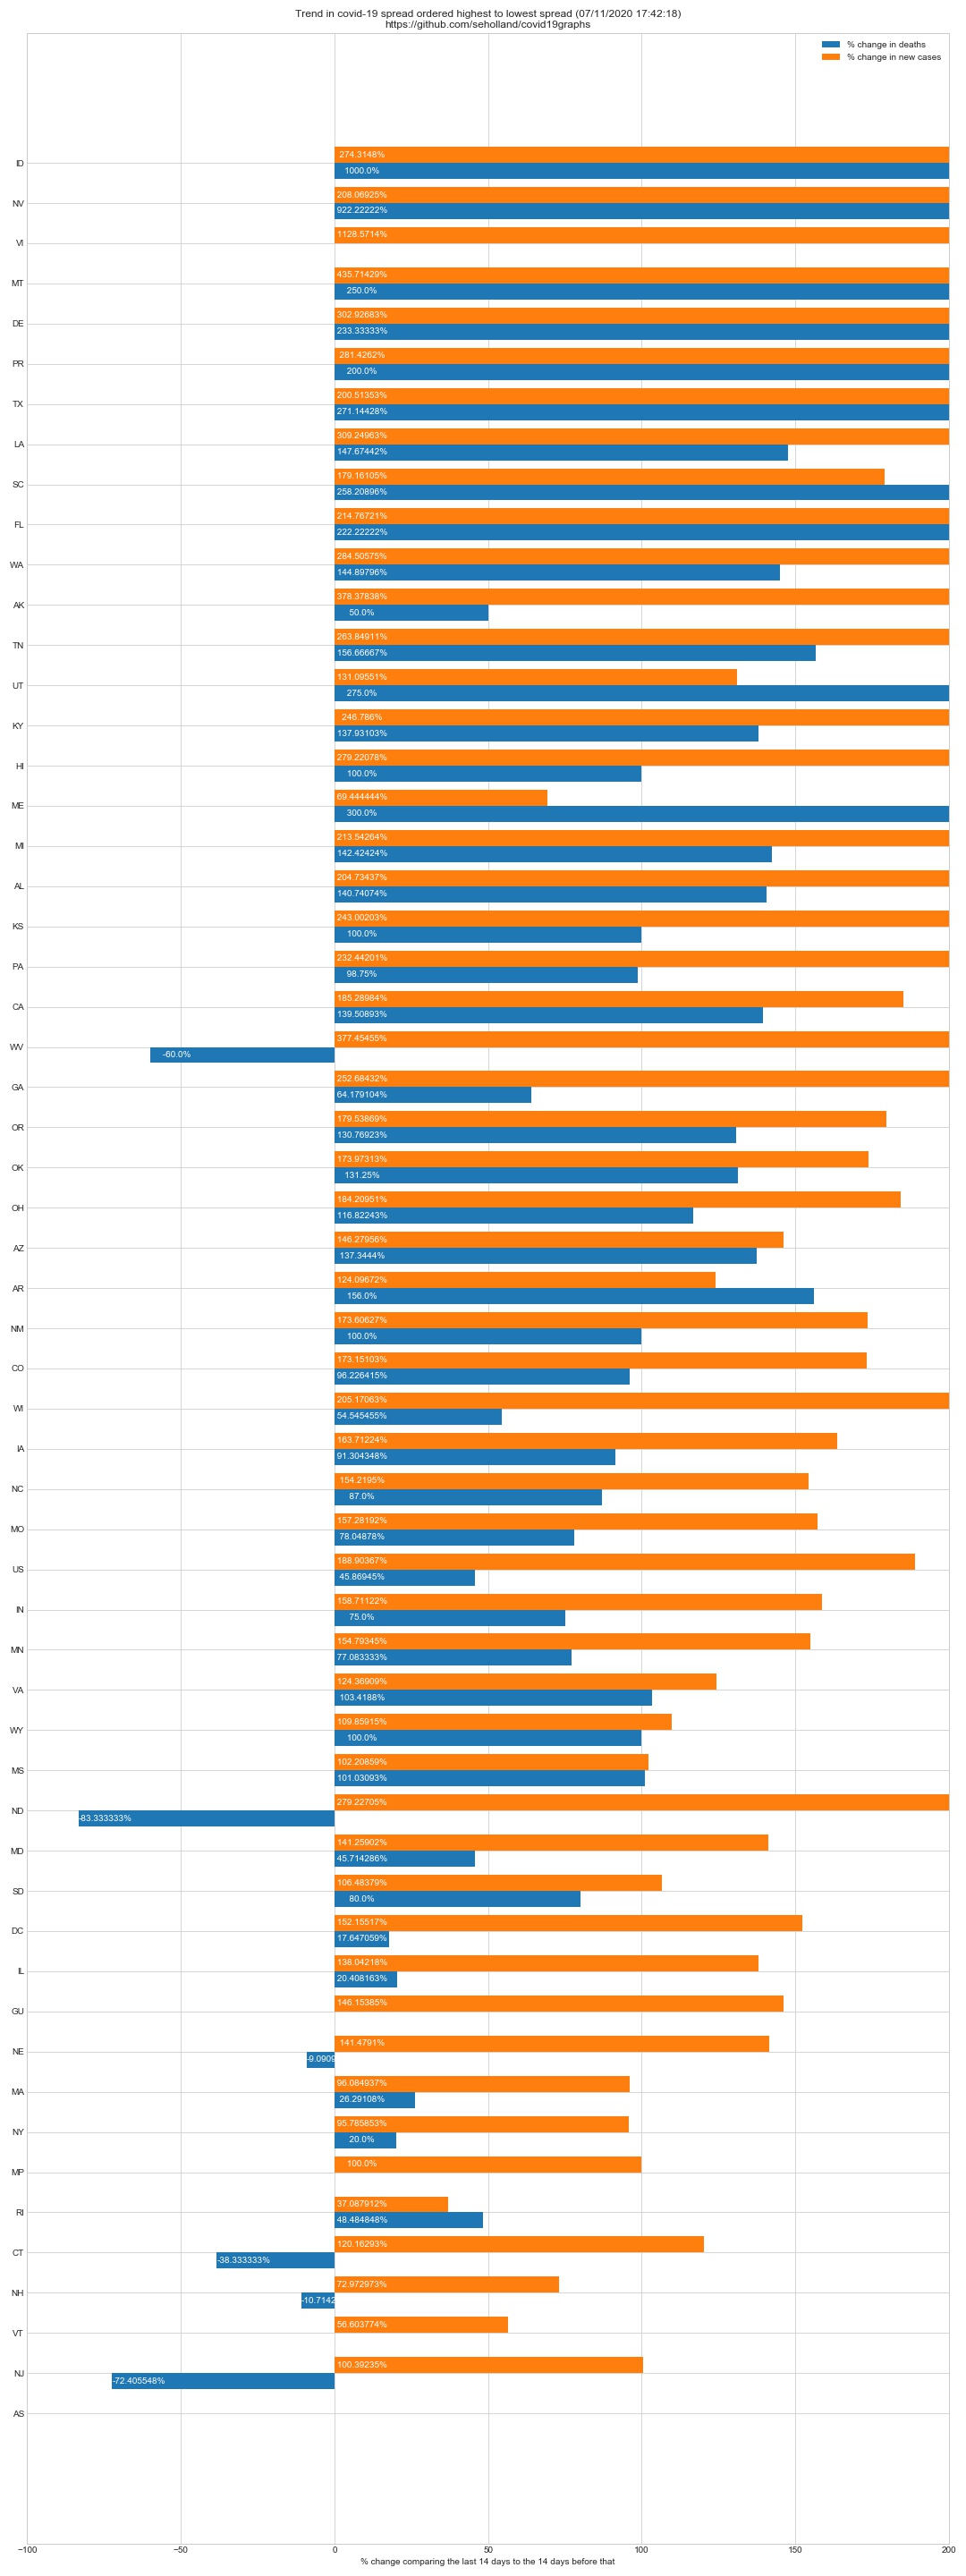 Trend in covid-19 spread ordered highest to lowest spread (07/11/2020 17:42:18)
https://github.com/seholland/covid19graphs
% change in deaths
% change in new cases
274.3148%
ID
1000.0%
208.06925%
NV
922.22222%
1128.5714%
VI
435.71429%
MT
250.0%
302.92683%
DE
233.33333%
281.4262%
PR
200.0%
200.51353%
TX
271.14428%
309.24963%
LA
147.67442%
179.16105%
SC
258.20896%
214.76721%
FL
222.22222%
284.50575%
WA
144.89796%
378.37838%
AK
50.0%
263.84911%
TN
156.66667%
131.09551%
UT
275.0%
246.786%
KY
137.93103%
279.22078%
HI
100.0%
69.444444%
ME
300.0%
213.54264%
MI
142.42424%
204.73437%
AL
140.74074%
243.00203%
KS
100.0%
232.44201%
PA
98.75%
185.28984%
CA
139.50893%
377.45455%
WV
-60.0%
252.68432%
GA
64.179104%
179.53869%
OR
130.76923%
173.97313%
OK
131.25%
184.20951%
OH
116.82243%
146.27956%
AZ
137.3444%
124.09672%
AR
156.0%
173.60627%
NM
100.0%
173.15103%
CO
96.226415%
205.17063%
WI
54.545455%
163.71224%
IA
91.304348%
154.2195%
NC
87.0%
157.28192%
MO
78.04878%
188.90367%
US
45.86945%
158.71122%
IN
75.0%
154.79345%
MN
77.083333%
124.36909%
VA
103.4188%
109.85915%
WY
100.0%
102.20859%
MS
101.03093%
279.22705%
ND
-83.333333%
141.25902%
MD
45.714286%
106.48379%
SD
80.0%
152.15517%
DC
17.647059%
138.04218%
IL
20.408163%
146.15385%
GU
141.4791%
NE
-9.0909
96.084937%
MA
26.29108%
95.785853%
NY
20.0%
100.0%
MP
37.087912%
RI
48.484848%
120.16293%
CT
-38.333333%
72.972973%
NH
-10.7142
56.603774%
VT
100.39235%
NJ
-72.405548%
AS
−100 −50 0 50 100 150 200
% change comparing the last 14 days to the 14 days before that